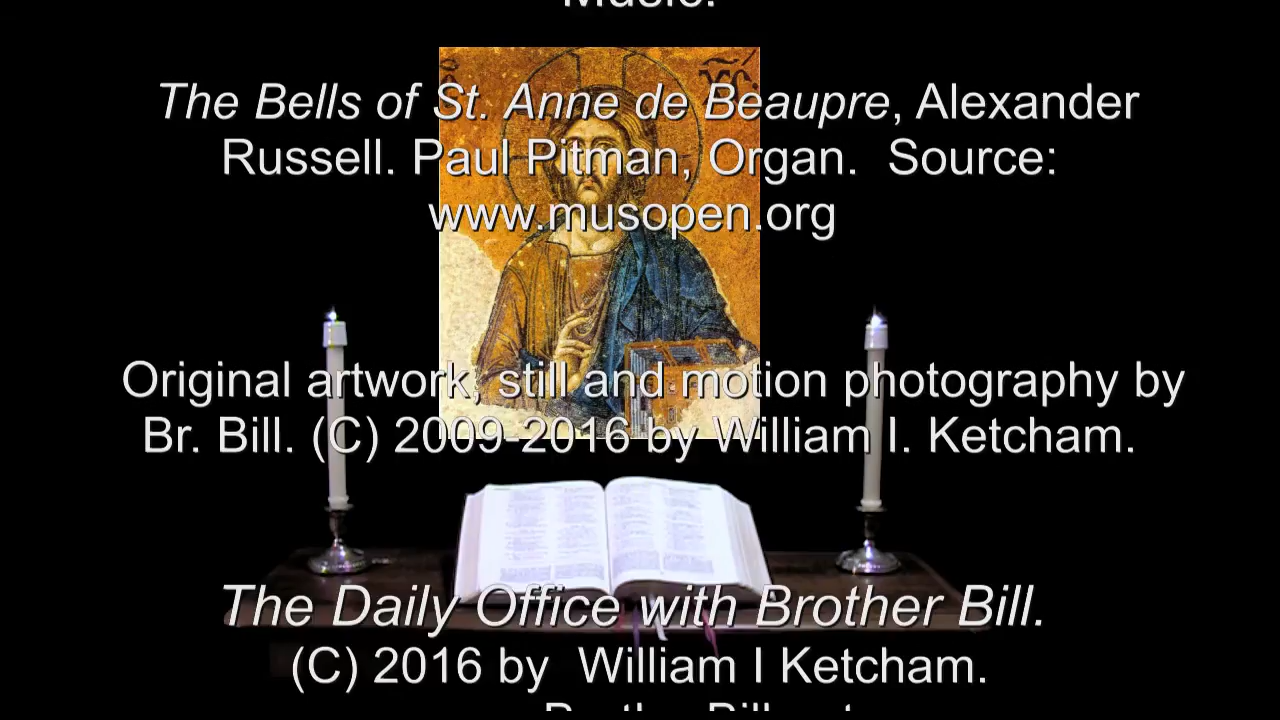 Music:
The Bells of St. Anne de Beaupre, Alexander
Russell. Paul Pitman, Organ.  Source:
www.musopen.org
Original artwork, still and motion photography by
Br. Bill. (C) 2009-2016 by William I. Ketcham.
The Daily Office with Brother Bill.
(C) 2016 by  William I Ketcham.